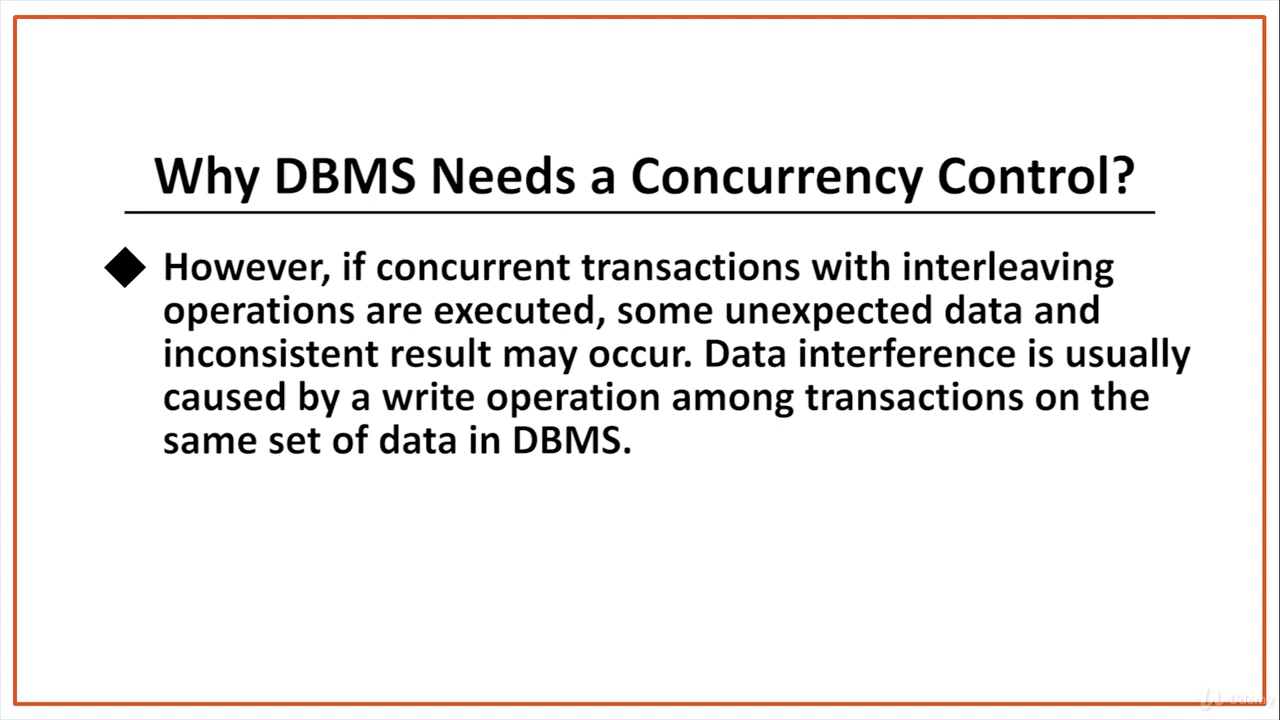 Why DBMS Needs a Concurrency Control?
However, if concurrent transactions with interleaving
operations are executed, some unexpected data and
inconsistent result may occur. Data interference is usually
caused by a write operation among transactions on the
same set of data in DBMS.
Udemy